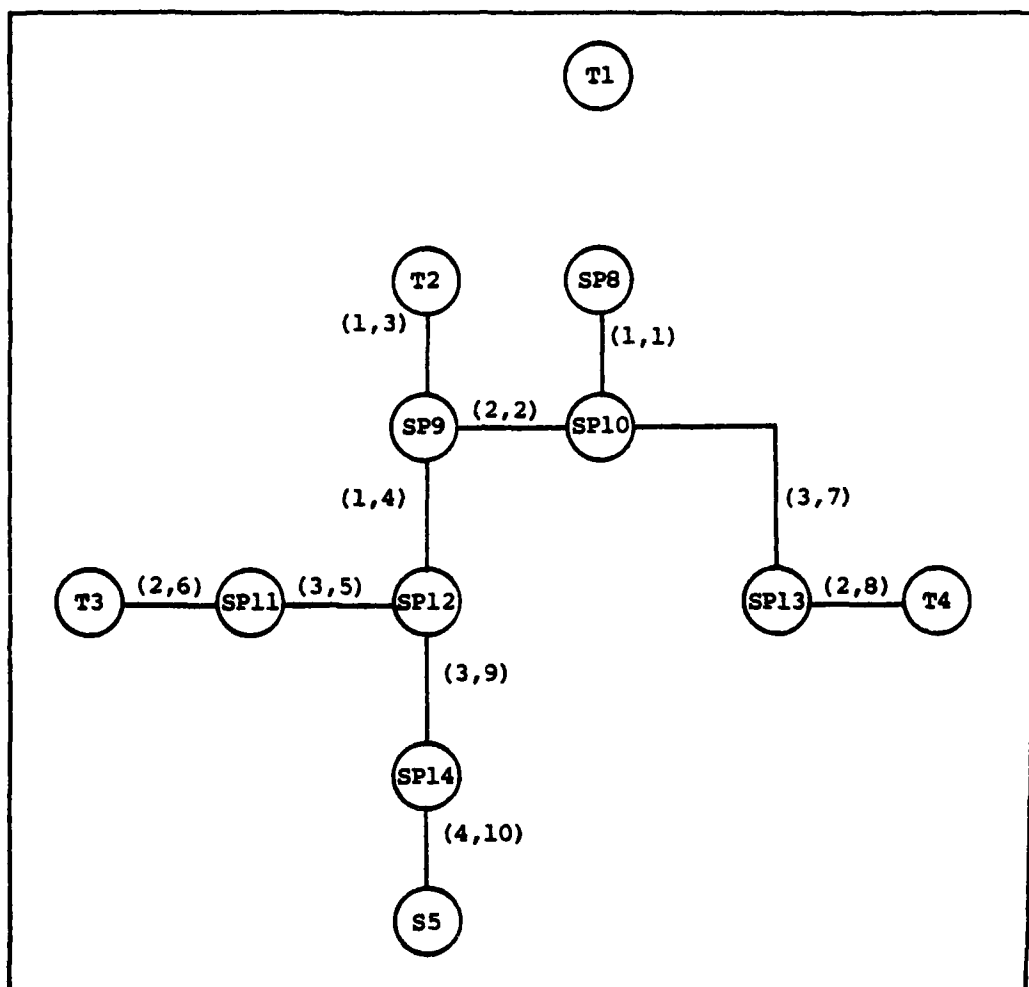 T1
T2 SP8
(1,3) (1,1)
SP9 (2,2) SP10
(1,4) (3,7)
T3 (2,6) SP11 (3,5) SP12 SP13 (2,8) T4
(3,9)
SP14
(4,10)
S5